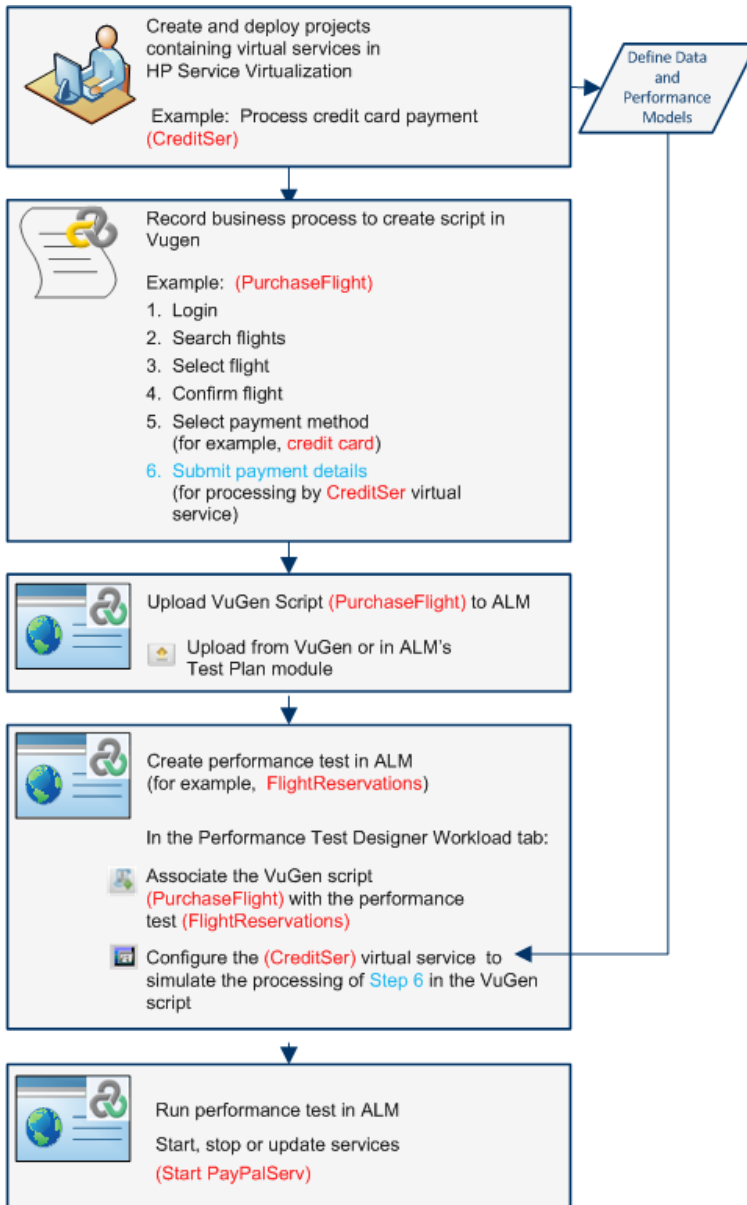 Create and deploy projects
containing virtual services in
HP Service Virtualization
Example: Process credit card payment
(CreditSer)
Define Data
and
Performance
Models
Record business process to create script in
Vugen
Example: (PurchaseFlight)
1. Login
2. Search flights
3. Select flight
4. Confirm flight
5. Select payment method
(for example, credit card)
6. Submit payment details
(for processing by CreditSer virtual
service)
Upload VuGen Script (PurchaseFlight) to ALM
Upload from VuGen or in ALM's
Test Plan module
Create performance test in ALM
(for example, FlightReservations)
In the Performance Test Designer Workload tab:
Associate the VuGen script
(PurchaseFlight) with the performance
test (FlightReservations)
Configure the (CreditSer) virtual service to
simulate the processing of Step 6 in the VuGen
script
Run performance test in ALM
Start, stop or update services
(Start PayPalServ)